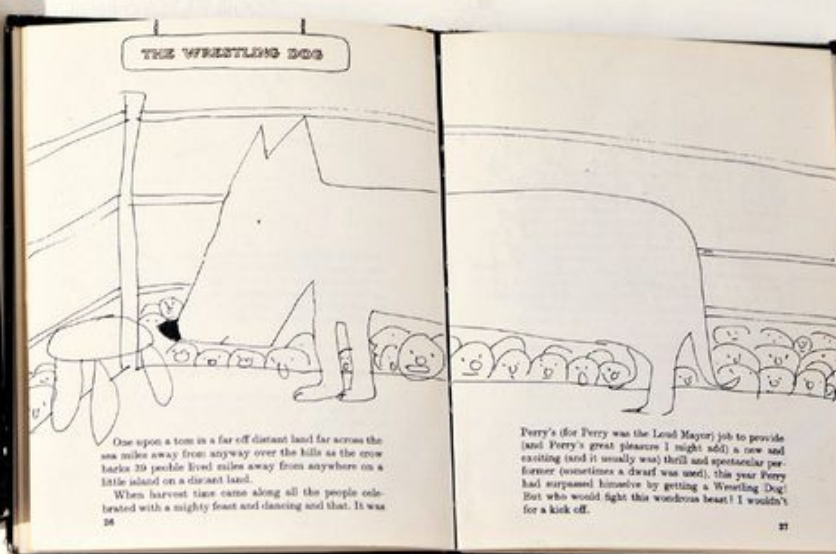 THE WRESTLING DOG
One upon a tom in a far off distant land far across the
sea miles away from anyway over the hills as the crow
barks 39 peoble lived miles away from anywhere on a
little island on a distant land.
When harvest time came along all the people cele-
brated with a mighty feast and dancing and that. It was
26
Perry's (for Perry was the Loud Mayor) job to provide
(and Perry's great pleasure I might add) a new and
exciting (and it usually was) thrill and spectacular per-
former (sometimes a dwarf was used), this year Perry
had surpassed himselve by getting a Wrestling Dog!
But who would fight this wondrous beast? I wouldn't
for a kick off.
27